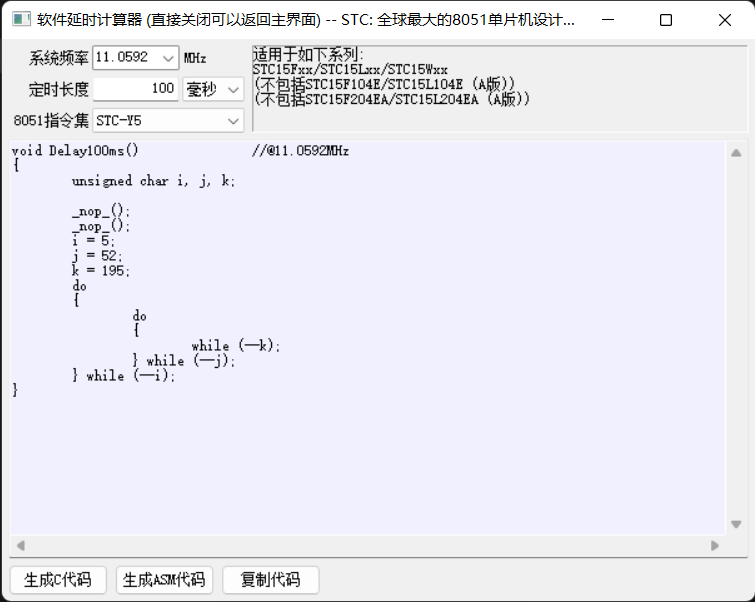 软件延时计算器 (直接关闭可以返回主界面) -- STC: 全球最大的8051单片机设计...
系统频率 11.0592 MHz
定时长度 100 毫秒
8051指令集 STC-Y5
适用于如下系列:
STC15Fxx/STC15Lxx/STC15Wxx
(不包括STC15F104E/STC15L104E (A版))
(不包括STC15F204EA/STC15L204EA (A版))
void Delay100ms() //@11.0592MHz
{
unsigned char i, j, k;
_nop_();
_nop_();
i = 5;
j = 52;
k = 195;
do
{
do
{
while (--k);
} while (--j);
} while (--i);
}
生成C代码 生成ASM代码 复制代码